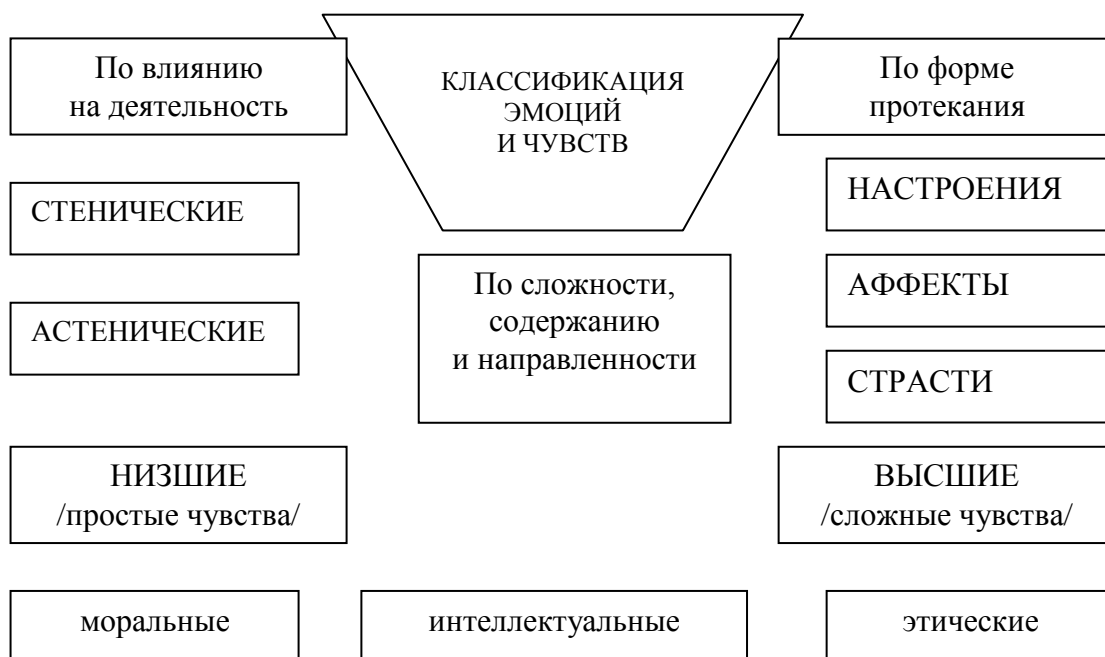 По влиянию
на деятельность
КЛАССИФИКАЦИЯ
ЭМОЦИЙ
И ЧУВСТВ
По форме
протекания
СТЕНИЧЕСКИЕ
АСТЕНИЧЕСКИЕ
По сложности,
содержанию
и направленности
НАСТРОЕНИЯ
АФФЕКТЫ
СТРАСТИ
НИЗШИЕ
/простые чувства/
ВЫСШИЕ
/сложные чувства/
моральные
интеллектуальные
этические